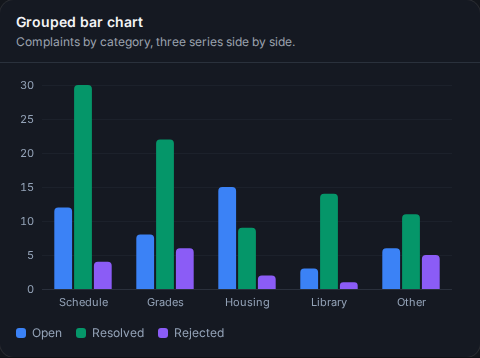 Grouped bar chart
Complaints by category, three series side by side.
30
25
20
15
10
5
0
Schedule Grades Housing Library Other
Open Resolved Rejected